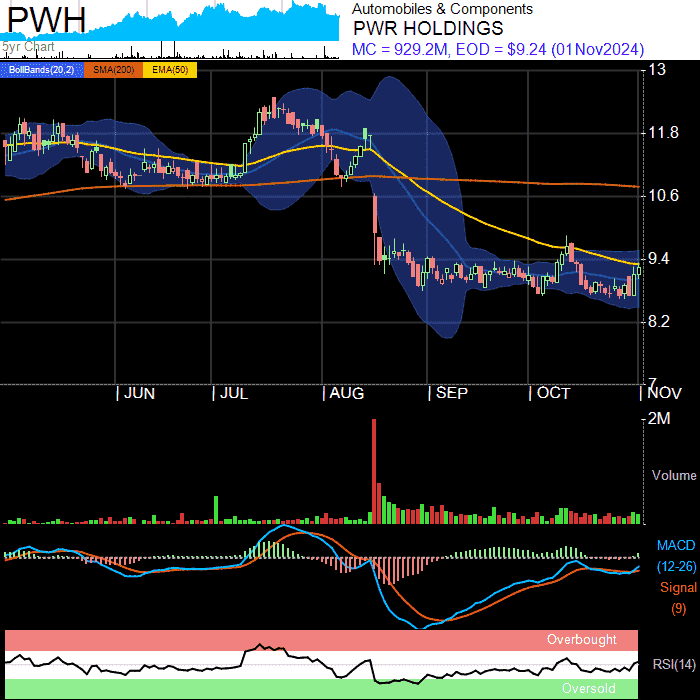 PWH
Automobiles & Components
PWR HOLDINGS
5yr Chart
MC = 929.2M, EOD = $9.24 (01Nov2024)
BollBands(20,2) SMA(200) EMA(50)
13
11.8
10.6
9.4
8.2
7
JUN JUL AUG SEP OCT NOV
2M
Volume
MACD
(12-26)
Signal
(9)
Overbought
RSI(14)
Oversold